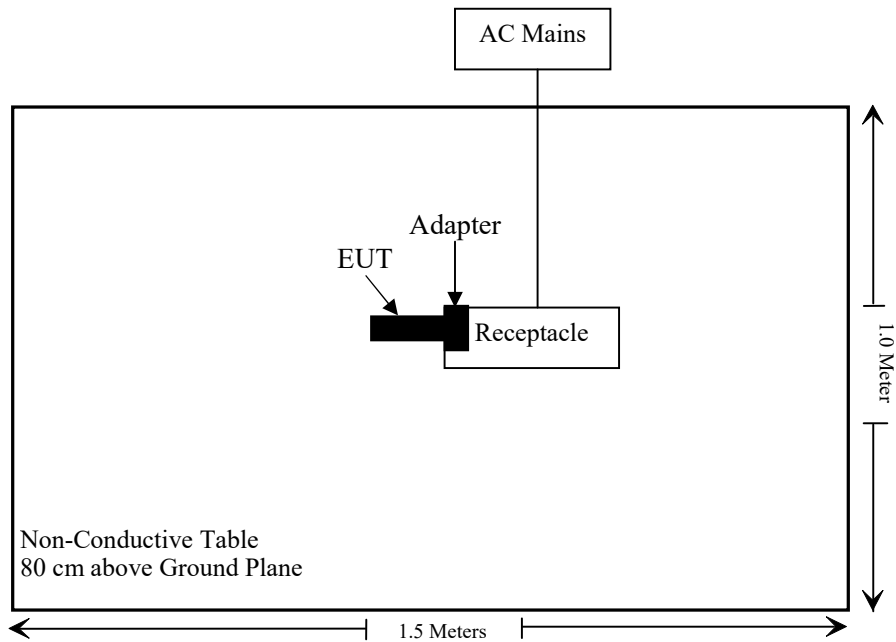 AC Mains
Adapter
EUT
Receptacle
1.0 Meter
Non-Conductive Table
80 cm above Ground Plane
1.5 Meters